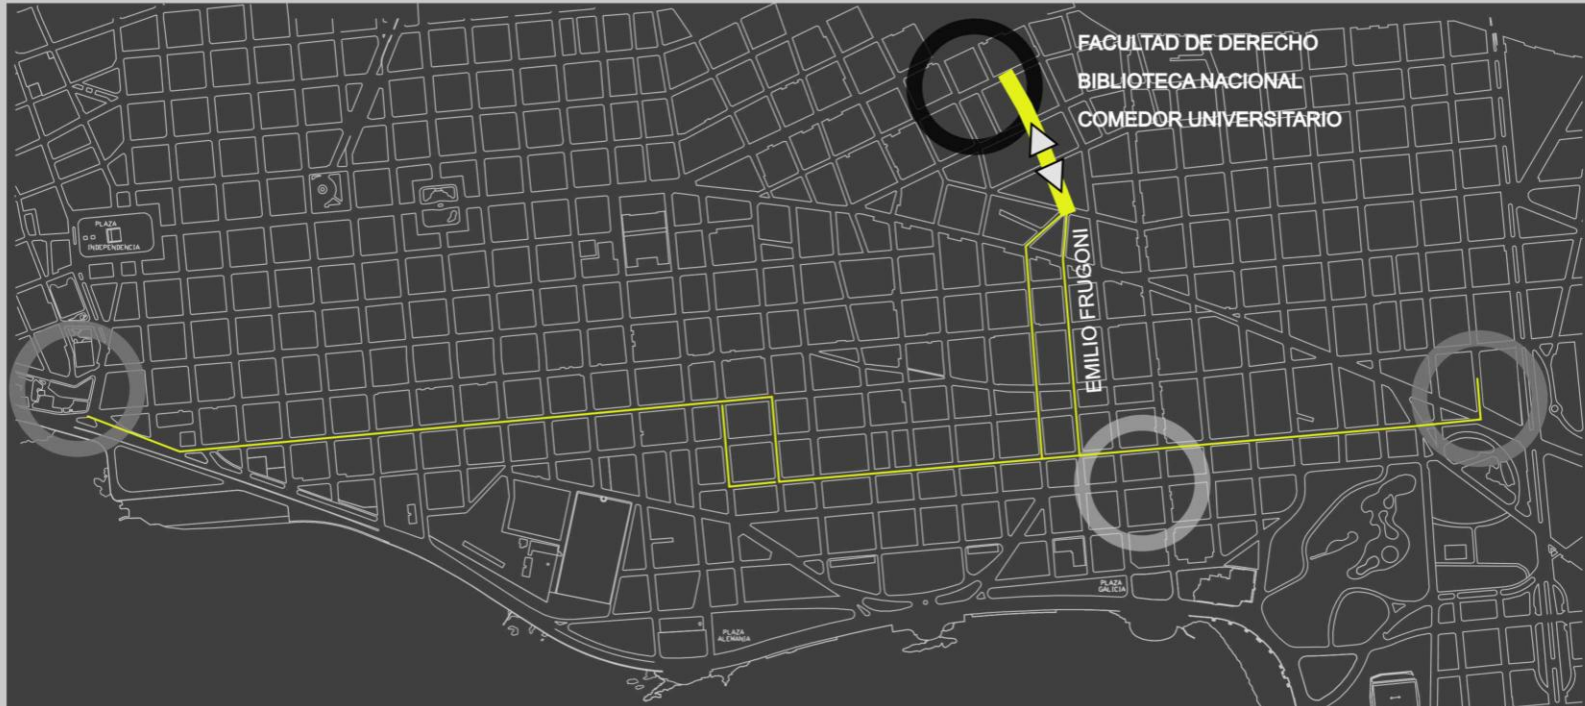 FACULTAD DE DERECHO
BIBLIOTECA NACIONAL
COMEDOR UNIVERSITARIO
PLAZA
INDEPENDENCIA
EMILIO FRUGONI
PLAZA
GALICIA
PLAZA
ALEMANIA